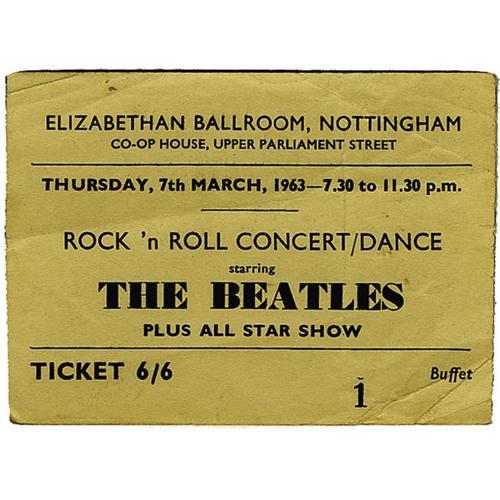 ELIZABETHAN BALLROOM, NOTTINGHAM
CO-OP HOUSE, UPPER PARLIAMENT STREET
THURSDAY, 7th MARCH, 1963—7.30 to 11.30 p.m.
ROCK 'n ROLL CONCERT/DANCE
starring
THE BEATLES
PLUS ALL STAR SHOW
TICKET 6/6
Buffet
1